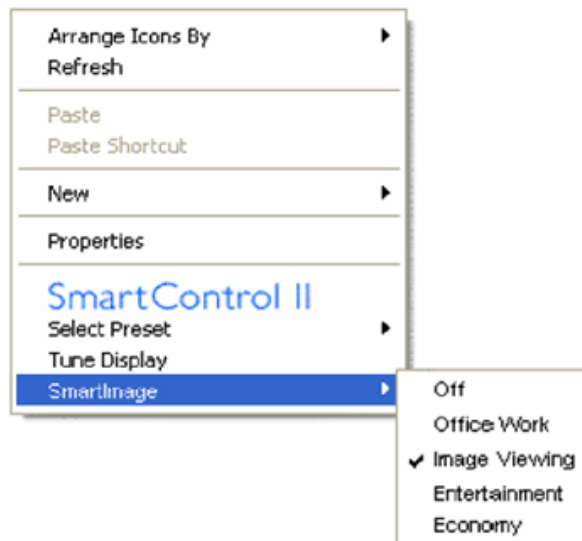 Arrange Icons By
Refresh
Paste
Paste Shortcut
New
Properties
SmartControl II
Select Preset
Tune Display
SmartImage
Off
Office Work
Image Viewing
Entertainment
Economy